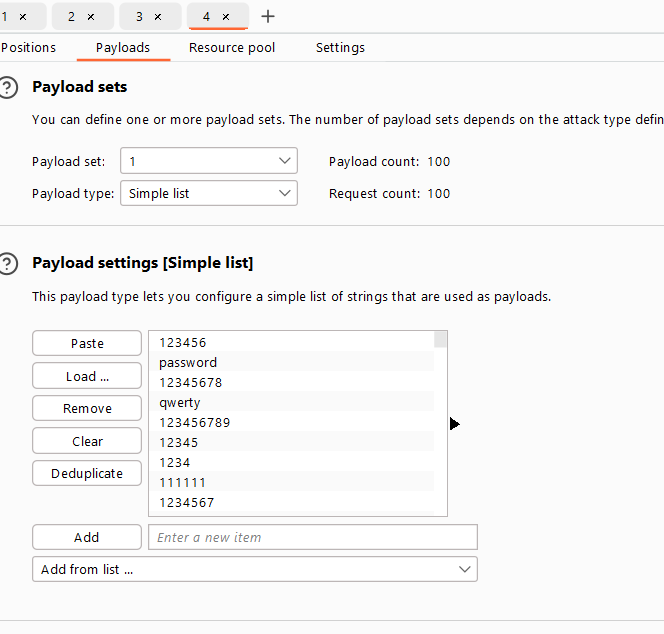 1 × 2 × 3 × 4 × +
Positions Payloads Resource pool Settings
? Payload sets
You can define one or more payload sets. The number of payload sets depends on the attack type defin
Payload set: 1 Payload count: 100
Payload type: Simple list Request count: 100
? Payload settings [Simple list]
This payload type lets you configure a simple list of strings that are used as payloads.
Paste
Load ...
Remove
Clear
Deduplicate
123456
password
12345678
qwerty
123456789
12345
1234
111111
1234567
Add Enter a new item
Add from list ...